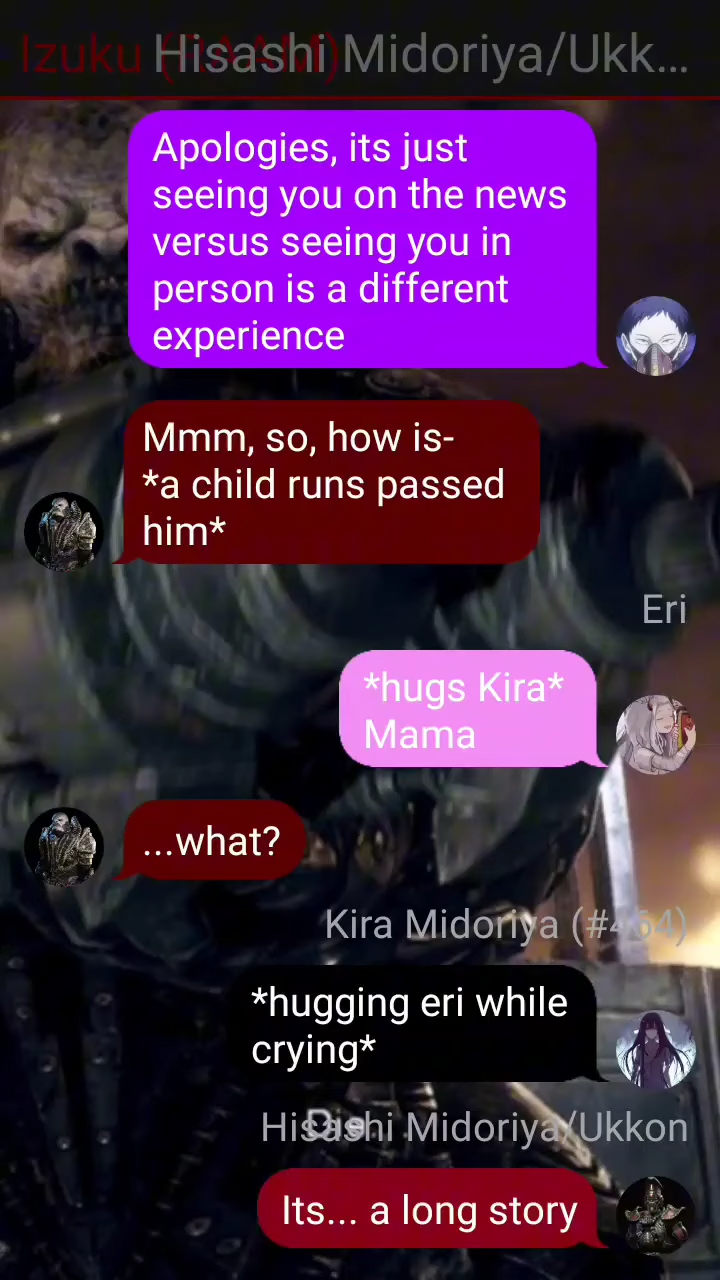 Izuku (RAAM) Hisashi Midoriya/Ukk...
Apologies, its just
seeing you on the news
versus seeing you in
person is a different
experience
Mmm, so, how is-
*a child runs passed
him*
Eri
*hugs Kira*
Mama
...what?
Kira Midoriya (#464)
*hugging eri while
crying*
Hisashi Midoriya/Ukkon
Its... a long story